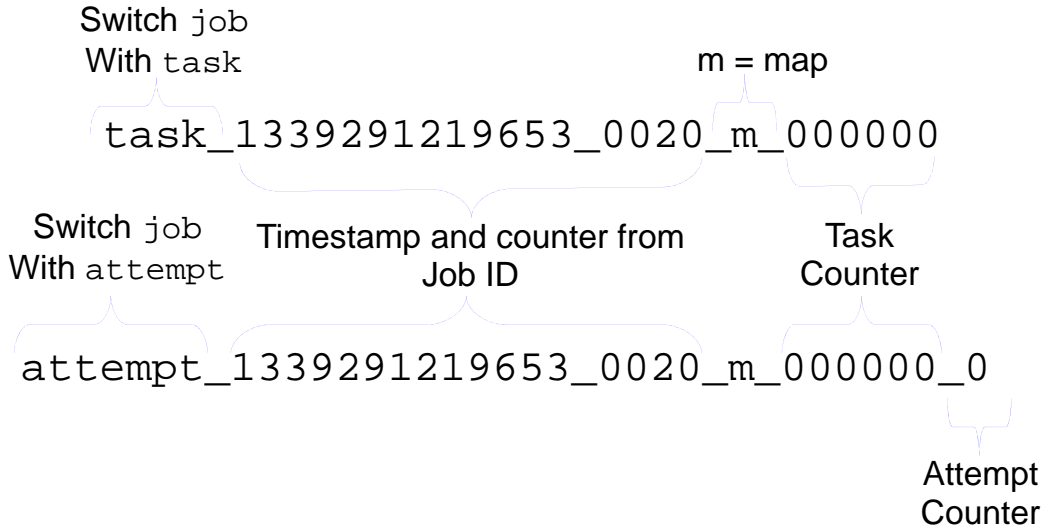 Switch job
With task
m = map
task_1339291219653_0020_m_000000
Switch job
With attempt
Timestamp and counter from
Job ID
Task
Counter
attempt_1339291219653_0020_m_000000_0
Attempt
Counter